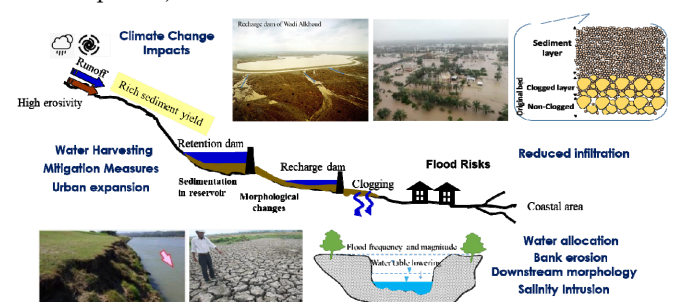 Climate Change
Impacts
Recharge dam of Wadi Alkhoud
Sediment
layer
Clogged layer
Non-Clogged
Original bed
Runoff
High erosivity
Rich sediment yield
Water Harvesting
Mitigation Measures
Urban expansion
Retention dam
Sedimentation
in reservoir
Recharge dam
Morphological
changes
Clogging
Flood Risks
Reduced infiltration
Coastal area
Flood frequency and magnitude
Water table lowering
Water allocation
Bank erosion
Downstream morphology
Salinity Intrusion